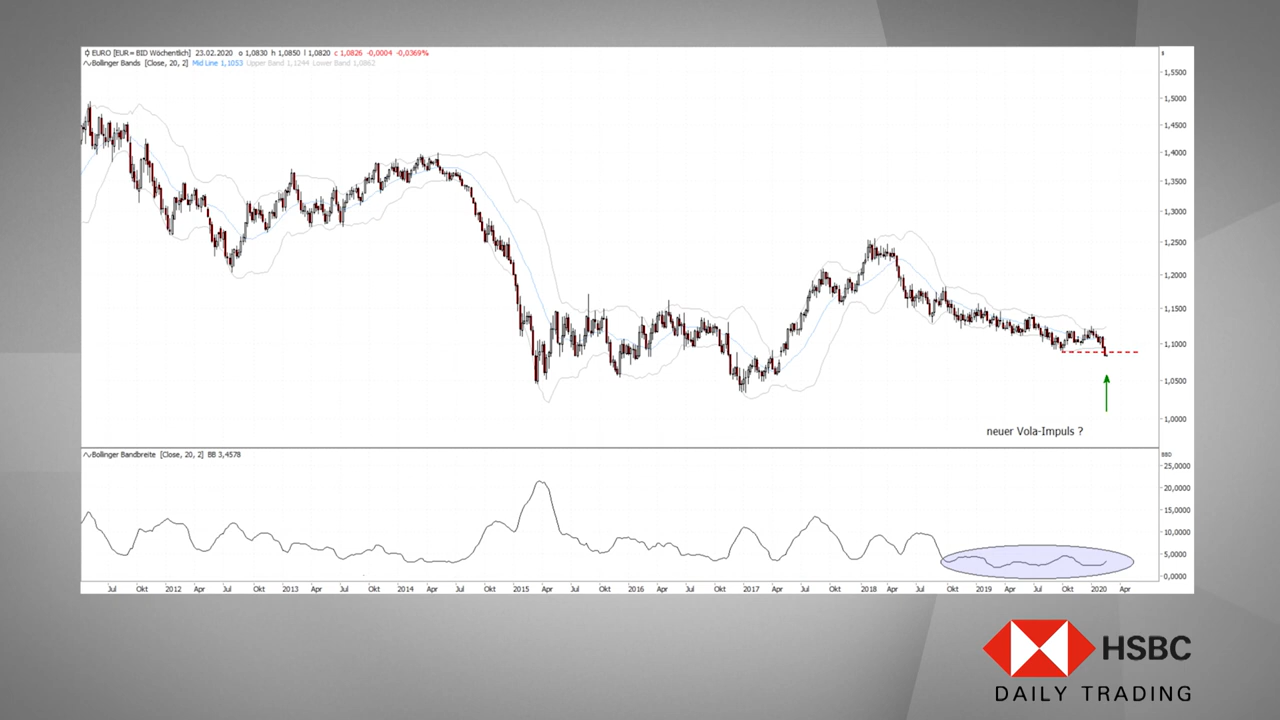 EURO [EUR= BID Wöchentlich] 23.02.2020 o 1,0830 h 1,0850 l 1,0820 c 1,0826 -0,0004 -0,0369%
Bollinger Bands [Close, 20, 2] Mid Line 1,1053 Upper Band 1,1244 Lower Band 1,0862
1,5500
1,5000
1,4500
1,4000
1,3500
1,3000
1,2500
1,2000
1,1500
1,1000
1,0500
1,0000
neuer Vola-Impuls ?
Bollinger Bandbreite [Close, 20, 2] BB 3,4578
BBD
25,0000
20,0000
15,0000
10,0000
5,0000
0,0000
Jul Okt 2012 Apr Jul Okt 2013 Apr Jul Okt 2014 Apr Jul Okt 2015 Apr Jul Okt 2016 Apr Jul Okt 2017 Apr Jul Okt 2018 Apr Jul Okt 2019 Apr Jul Okt 2020 Apr
HSBC
DAILY TRADING